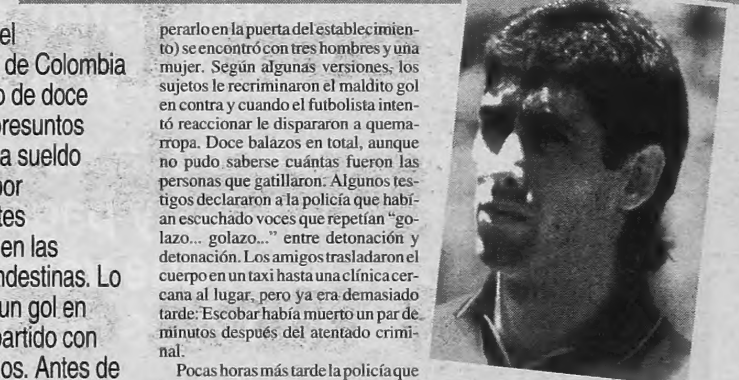 el
de Colombia
o de doce
resuntos
a sueldo
por
tes
en las
ndestinas. Lo
un gol en
partido con
os. Antes de
perarlo en la puerta del establecimien-
to) se encontró con tres hombres y una
mujer. Según algunas versiones, los
sujetos le recriminaron el maldito gol
en contra y cuando el futbolista inten-
tó reaccionar le dispararon a quema-
rropa. Doce balazos en total, aunque
no pudo saberse cuántas fueron las
personas que gatillaron. Algunos tes-
tigos declararon a la policía que habí-
an escuchado voces que repetían "go-
lazo... golazo..." entre detonación y
detonación. Los amigos trasladaron el
cuerpo en un taxi hasta una clínica cer-
cana al lugar, pero ya era demasiado
tarde: Escobar había muerto un par de
minutos después del atentado crimi-
nal.
Pocas horas más tarde la policía que